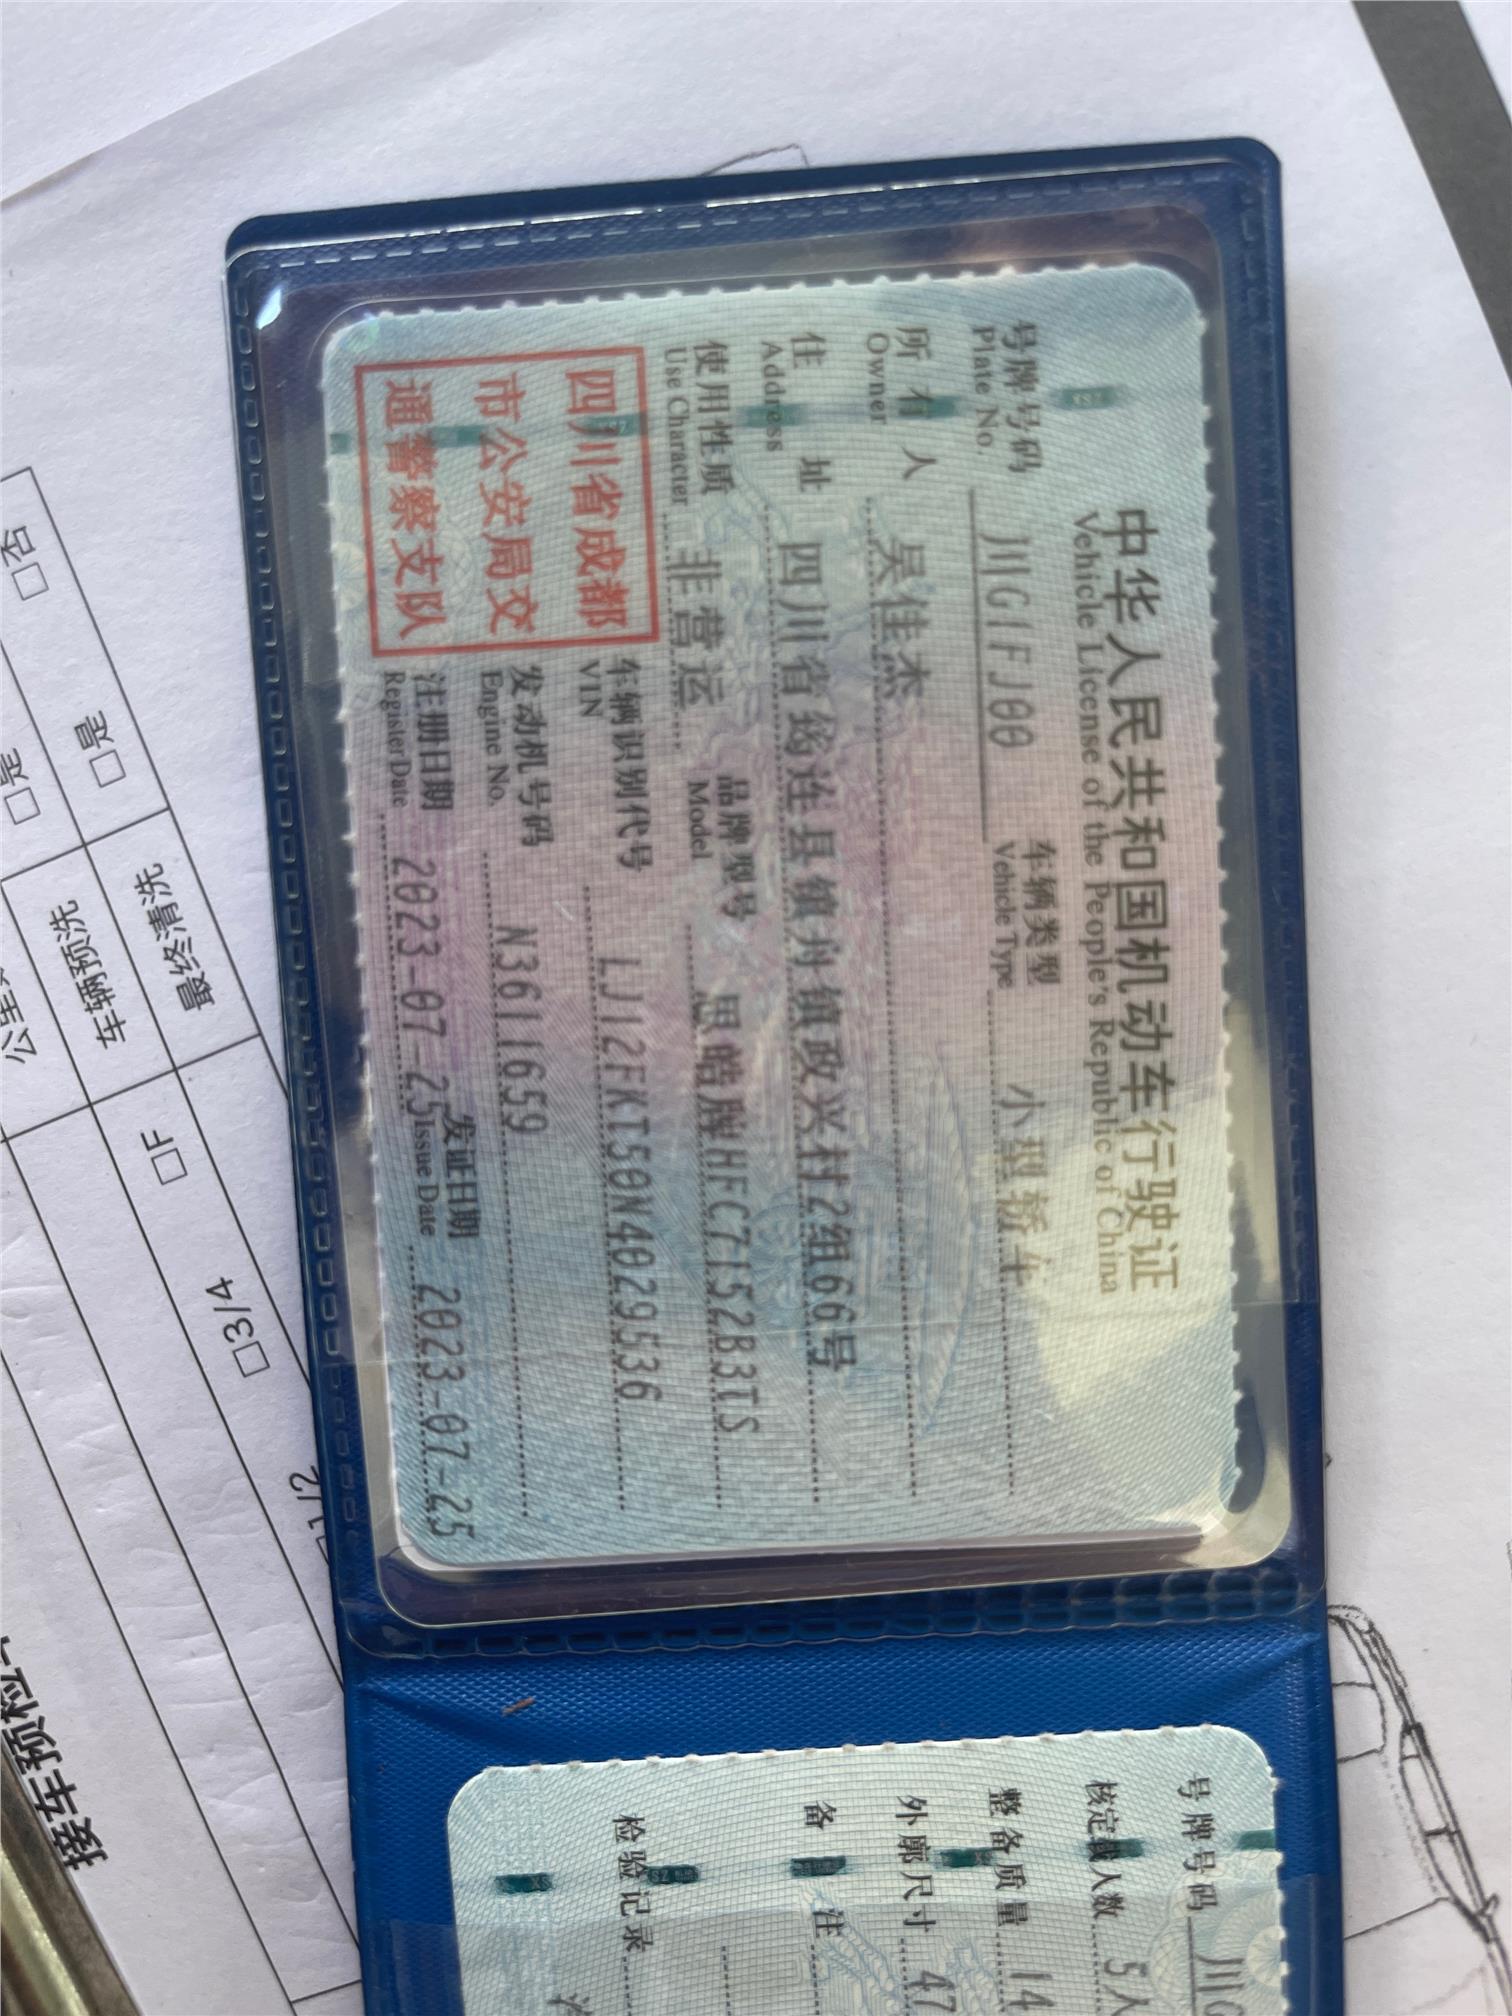 中华人民共和国机动车行驶证
Vehicle License of the People's Republic of China
号牌号码 川G1FJ00 车辆类型 小型轿车
Plate No. Vehicle Type
所有人 吴佳杰
Owner
住址 四川省筠连县镇舟镇政兴村2组66号
Address
使用性质 非营运 品牌型号 思皓牌HFC7152B3TS
Use Character Model
四川省成都
市公安局交
通警察支队
车辆识别代号 LJ12FKT50N4029536
VIN
发动机号码 N3611659
Engine No.
注册日期 2023-07-25 发证日期 2023-07-25
Register Date Issue Date
号牌号码 川G
核定载人数 5人
整备质量 14
外廓尺寸 47
备注
检验记录
□否
□是
□是
车辆预洗
最终清洗
□F
□3/4
1/2
接车预检